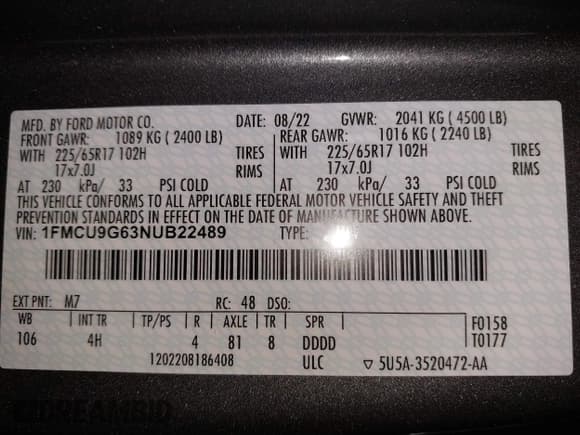 MFD. BY FORD MOTOR CO. DATE: 08/22 GVWR: 2041 KG ( 4500 LB)
FRONT GAWR: 1089 KG ( 2400 LB) REAR GAWR: 1016 KG ( 2240 LB)
WITH 225/65R17 102H TIRES WITH 225/65R17 102H TIRES
17x7.0J RIMS 17x7.0J RIMS
AT 230 kPa/ 33 PSI COLD AT 230 kPa/ 33 PSI COLD
THIS VEHICLE CONFORMS TO ALL APPLICABLE FEDERAL MOTOR VEHICLE SAFETY AND THEFT
PREVENTION STANDARDS IN EFFECT ON THE DATE OF MANUFACTURE SHOWN ABOVE.
VIN: 1FMCU9G63NUB22489 TYPE:
EXT PNT: M7 RC: 48 DSO:
WB INT TR TP/PS R AXLE TR SPR F0158
106 4H 4 81 8 DDDD T0177
1202208186408 ULC ▽ 5U5A-3520472-AA
DREAMBID